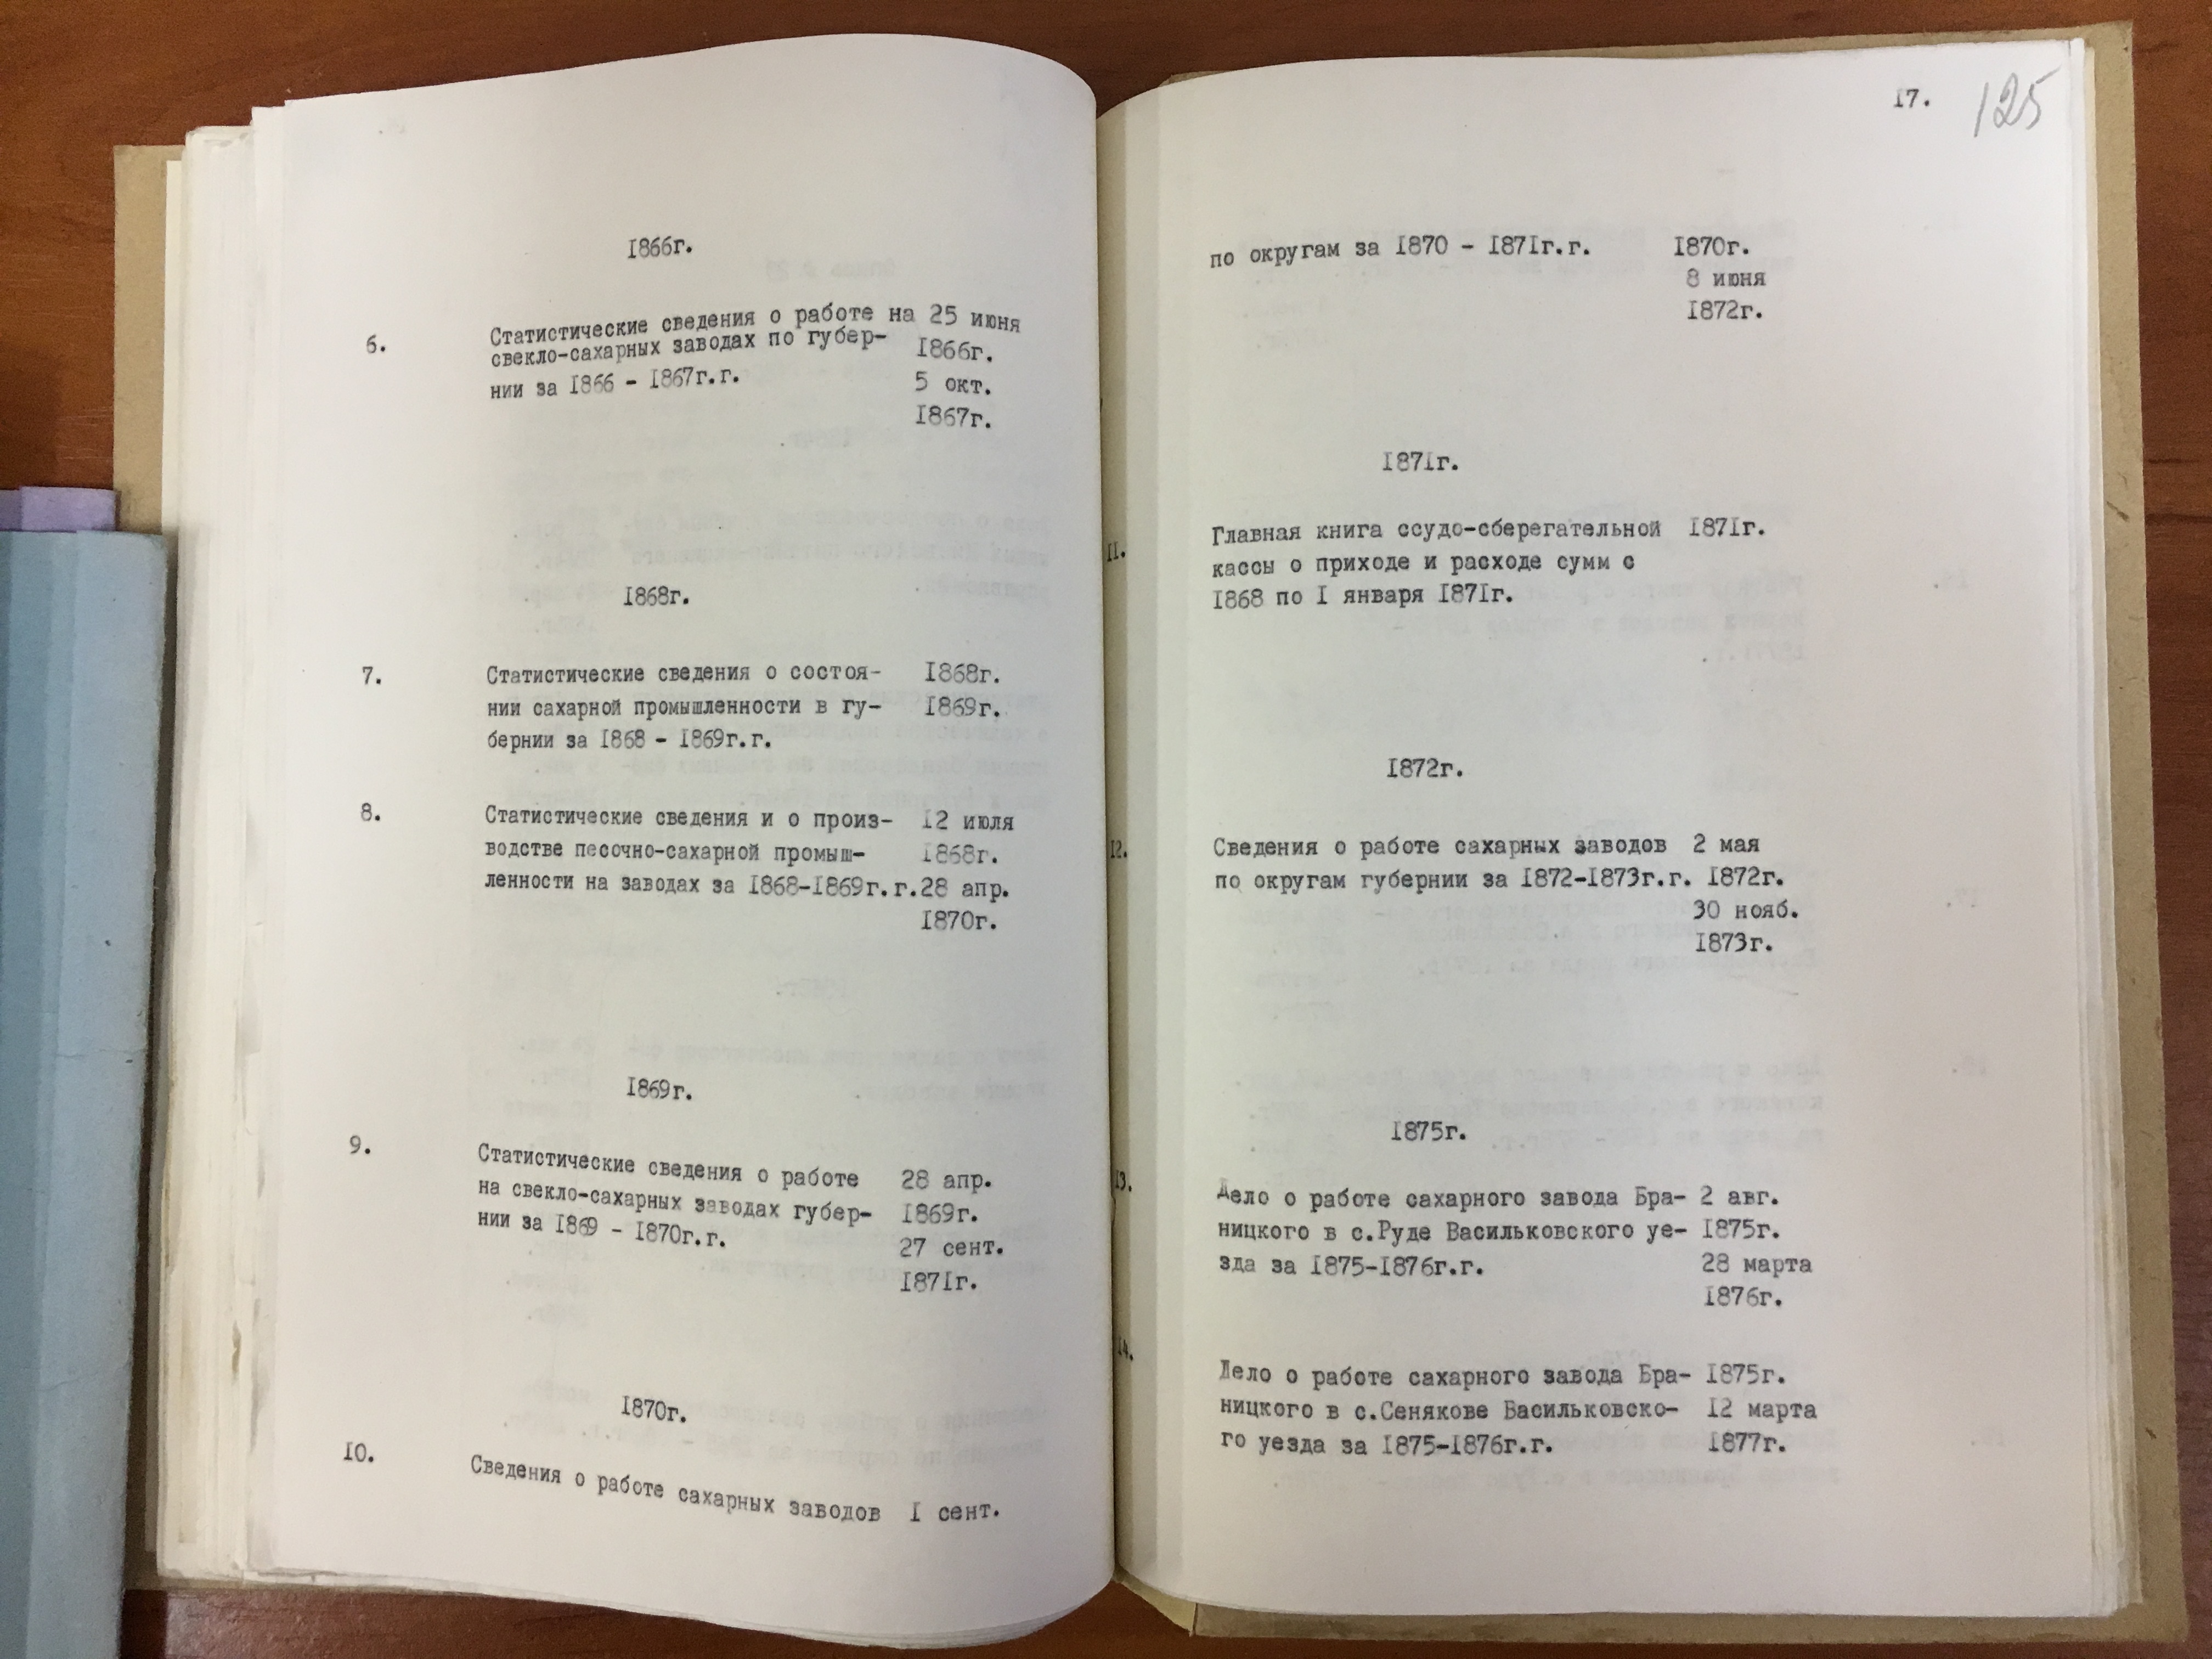 1866г.
6. Статистические сведения о работе на 25 июня
свекло-сахарных заводах по губер- 1866г.
нии за 1866 - 1867г.г. 5 окт.
1867г.
1868г.
7. Статистические сведения о состоя- 1868г.
нии сахарной промышленности в гу- 1869г.
бернии за 1868 - 1869г.г.
8. Статистические сведения и о произ- 12 июля
водстве песочно-сахарной промыш- 1868г.
ленности на заводах за 1868-1869г.г. 28 апр.
1870г.
1869г.
9. Статистические сведения о работе 28 апр.
на свекло-сахарных заводах губер- 1869г.
нии за 1869 - 1870г.г. 27 сент.
1871г.
1870г.
10. Сведения о работе сахарных заводов 1 сент.
17. 125
по округам за 1870 - 1871г.г. 1870г.
8 июня
1872г.
1871г.
11. Главная книга ссудо-сберегательной 1871г.
кассы о приходе и расходе сумм с
1868 по 1 января 1871г.
1872г.
12. Сведения о работе сахарных заводов 2 мая
по округам губернии за 1872-1873г.г. 1872г.
30 нояб.
1873г.
1875г.
13. Дело о работе сахарного завода Бра- 2 авг.
ницкого в с.Руде Васильковского уе- 1875г.
зда за 1875-1876г.г. 28 марта
1876г.
14. Дело о работе сахарного завода Бра- 1875г.
ницкого в с.Сенякове Васильковско- 12 марта
го уезда за 1875-1876г.г. 1877г.